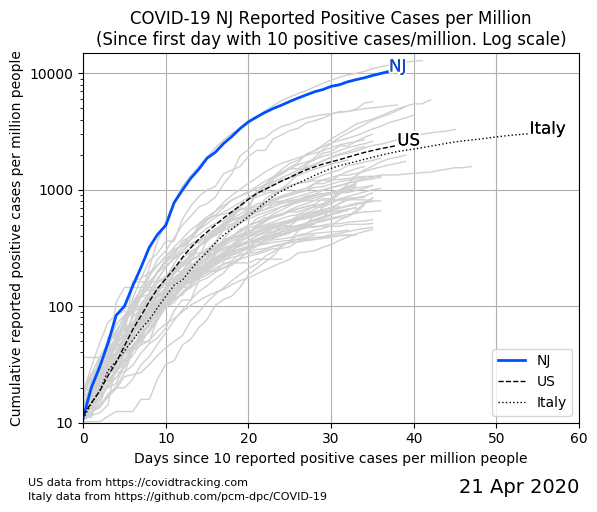 COVID-19 NJ Reported Positive Cases per Million
(Since first day with 10 positive cases/million. Log scale)
Cumulative reported positive cases per million people
10000
1000
100
10
NJ
US
Italy
NJ
US
Italy
0 10 20 30 40 50 60
Days since 10 reported positive cases per million people
US data from https://covidtracking.com
Italy data from https://github.com/pcm-dpc/COVID-19
21 Apr 2020